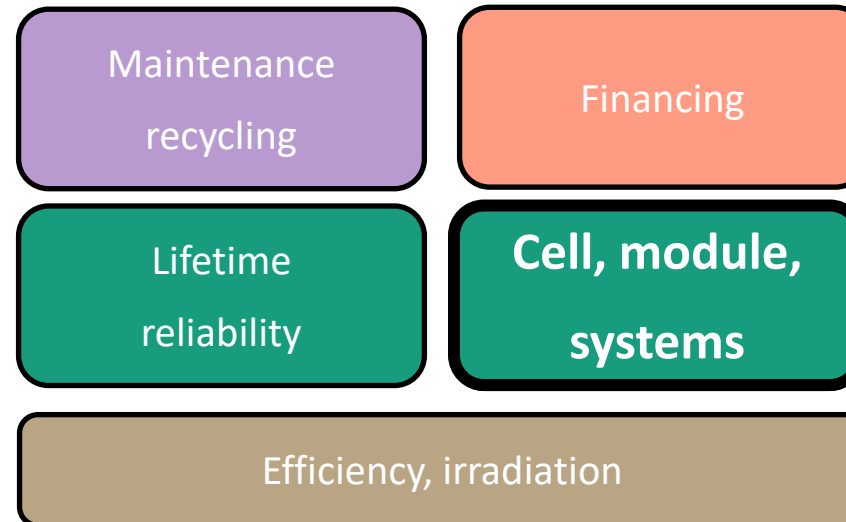 Maintenance
recycling
Financing
Lifetime
reliability
Cell, module,
systems
Efficiency, irradiation